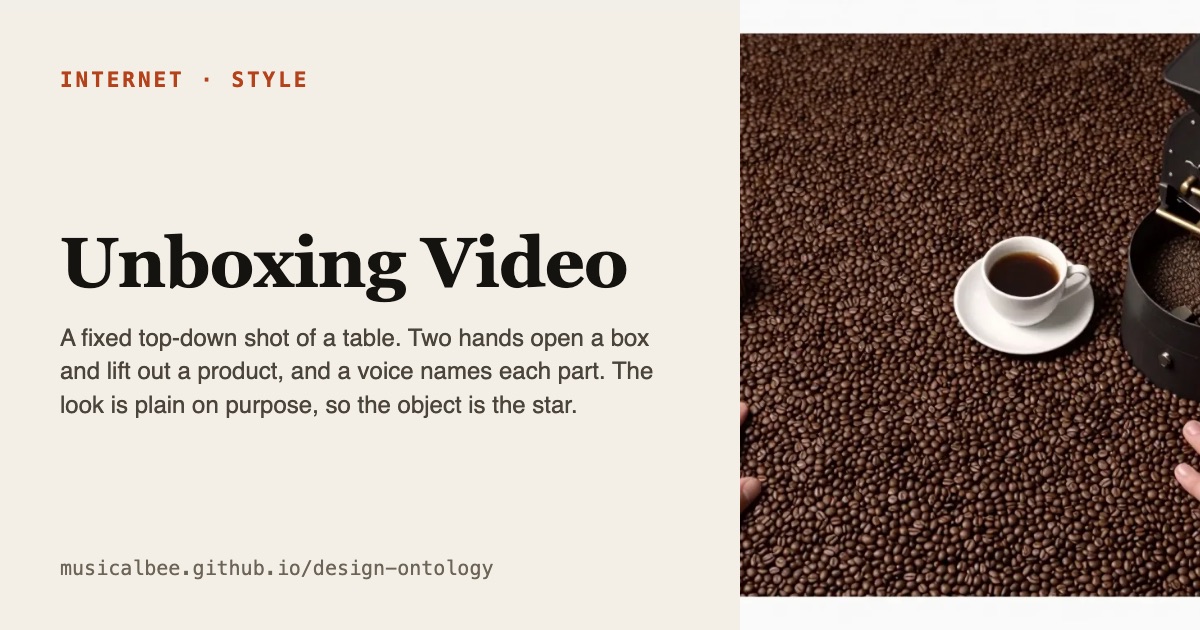 INTERNET · STYLE
Unboxing Video
A fixed top-down shot of a table. Two hands open a box
and lift out a product, and a voice names each part. The
look is plain on purpose, so the object is the star.
musicalbee.github.io/design-ontology